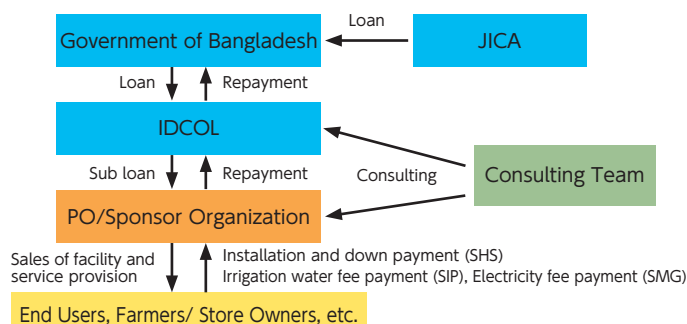 Loan
Government of Bangladesh
JICA
Loan
Repayment
IDCOL
Sub loan
Repayment
Consulting
Consulting Team
PO/Sponsor Organization
Sales of facility and
service provision
Installation and down payment (SHS)
Irrigation water fee payment (SIP), Electricity fee payment (SMG)
End Users, Farmers/ Store Owners, etc.